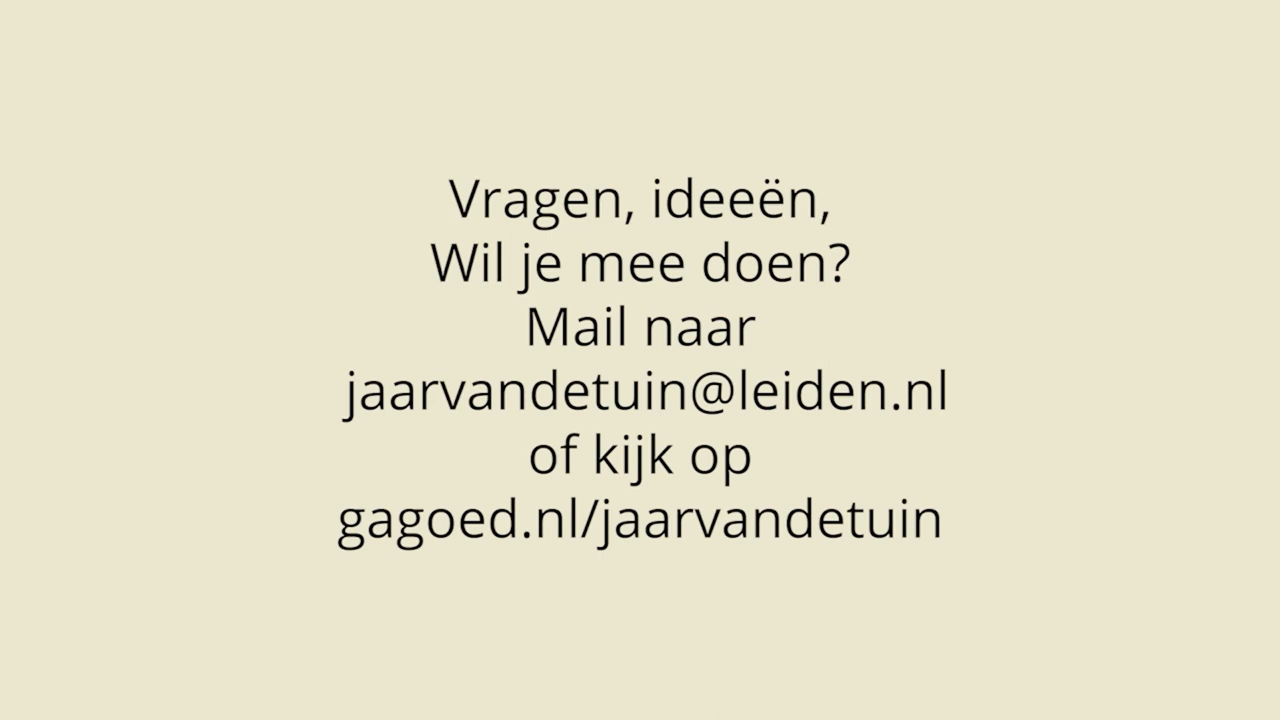 Vragen, ideeën,
Wil je mee doen?
Mail naar
jaarvandetuin@leiden.nl
of kijk op
gagoed.nl/jaarvandetuin